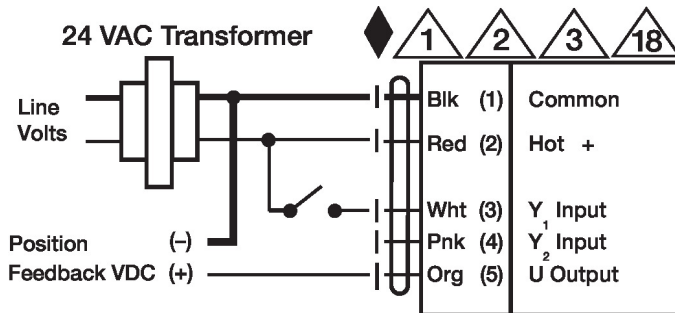 24 VAC Transformer
1 2 3 18
Line
Volts
Blk (1) Common
Red (2) Hot +
Wht (3) Y1 Input
Pnk (4) Y2 Input
Org (5) U Output
Position (–)
Feedback VDC (+)